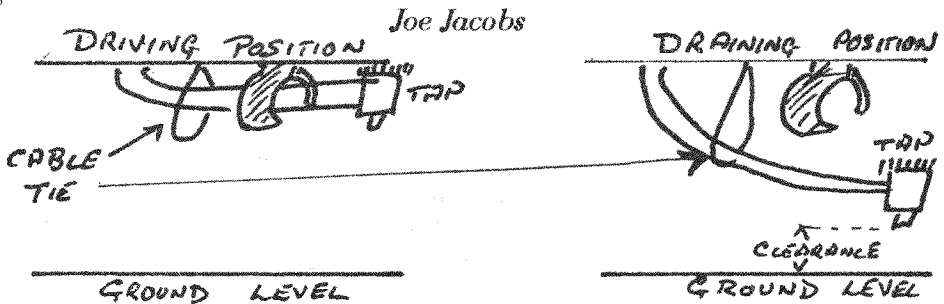 Joe Jacobs
DRIVING POSITION
TAP
CABLE
TIE
GROUND LEVEL
DRAINING POSITION
TAP
CLEARANCE
GROUND LEVEL